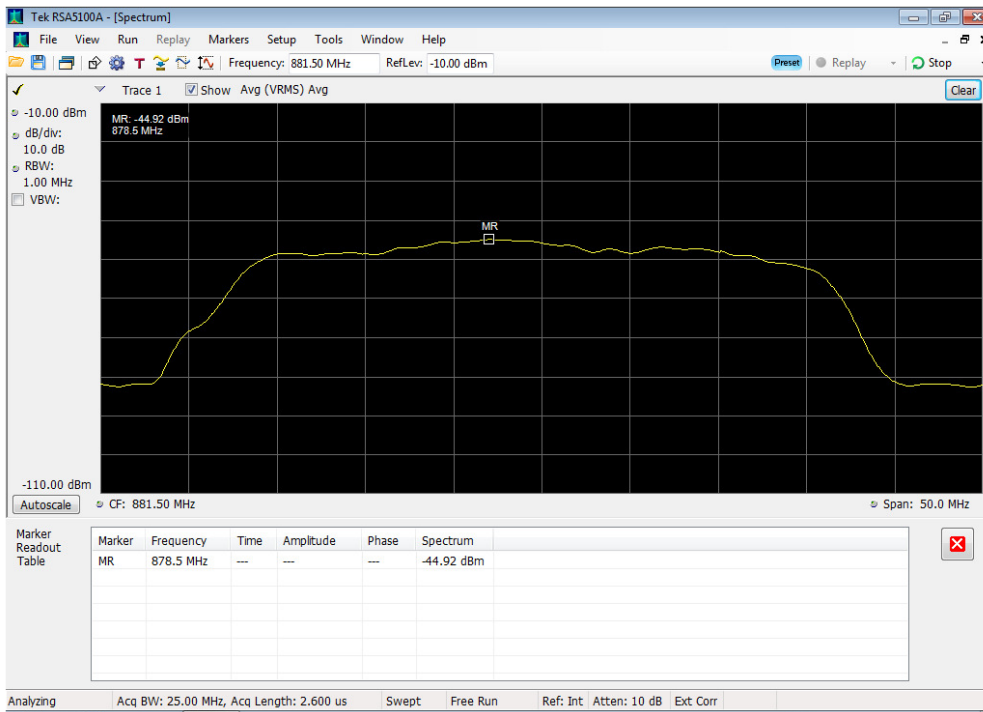 Tek RSA5100A - [Spectrum]
File View Run Replay Markers Setup Tools Window Help
T Frequency: 881.50 MHz RefLev: -10.00 dBm Preset Replay Stop
Trace 1 Show Avg (VRMS) Avg Clear
-10.00 dBm
dB/div:
10.0 dB
RBW:
1.00 MHz
VBW:
MR: -44.92 dBm
878.5 MHz
MR
-110.00 dBm
Autoscale CF: 881.50 MHz Span: 50.0 MHz
Marker
Readout
Table
Marker Frequency Time Amplitude Phase Spectrum
MR 878.5 MHz --- --- --- -44.92 dBm
Analyzing Acq BW: 25.00 MHz, Acq Length: 2.600 us Swept Free Run Ref: Int Atten: 10 dB Ext Corr